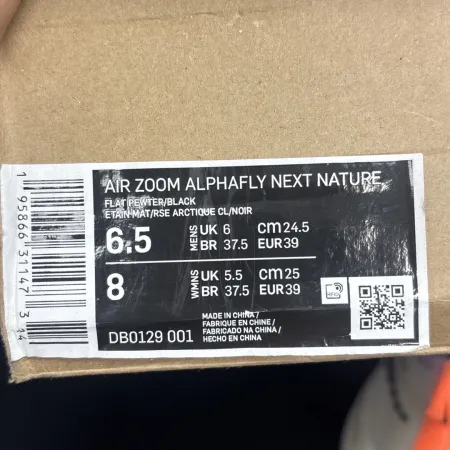 AIR ZOOM ALPHAFLY NEXT NATURE
FLAT PEWTER/BLACK
ETAIN MAT/RSE ARCTIQUE CL/NOIR
6.5 MENS UK 6 CM 24.5
BR 37.5 EUR 39
8 WMNS UK 5.5 CM 25
BR 37.5 EUR 39
DB0129 001
MADE IN CHINA /
FABRIQUE EN CHINE /
FABRICADO NA CHINA /
HECHO EN CHINA
1 95866 31147 3 14